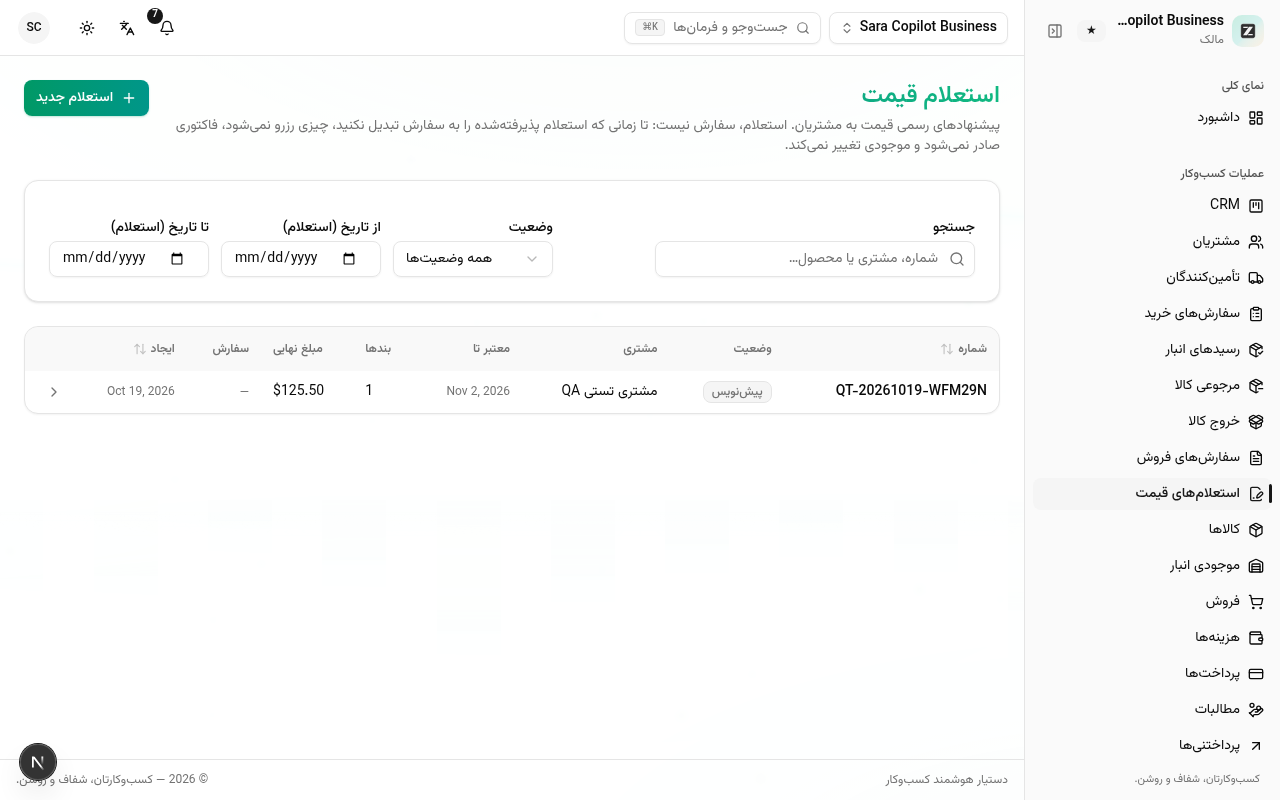 ...opilot Business
مالک
★
Sara Copilot Business
جست‌وجو و فرمان‌ها
⌘K
7
SC
نمای کلی
داشبورد
عملیات کسب‌وکار
CRM
مشتریان
تأمین‌کنندگان
سفارش‌های خرید
رسیدهای انبار
مرجوعی کالا
خروج کالا
سفارش‌های فروش
استعلام‌های قیمت
کالاها
موجودی انبار
فروش
هزینه‌ها
پرداخت‌ها
مطالبات
پرداختنی‌ها
کسب‌وکارتان، شفاف و روشن.
استعلام قیمت
استعلام جدید
پیشنهادهای رسمی قیمت به مشتریان. استعلام، سفارش نیست: تا زمانی که استعلام پذیرفته‌شده را به سفارش تبدیل نکنید، چیزی رزرو نمی‌شود، فاکتوری
صادر نمی‌شود و موجودی تغییر نمی‌کند.
جستجو
وضعیت
از تاریخ (استعلام)
تا تاریخ (استعلام)
شماره، مشتری یا محصول...
همه وضعیت‌ها
mm/dd/yyyy
mm/dd/yyyy
شماره
وضعیت
مشتری
معتبر تا
بندها
مبلغ نهایی
سفارش
ایجاد
QT-20261019-WFM29N
پیش‌نویس
مشتری تستی QA
Nov 2, 2026
1
$125.50
—
Oct 19, 2026
دستیار هوشمند کسب‌وکار
© 2026 — کسب‌وکارتان، شفاف و روشن.
N